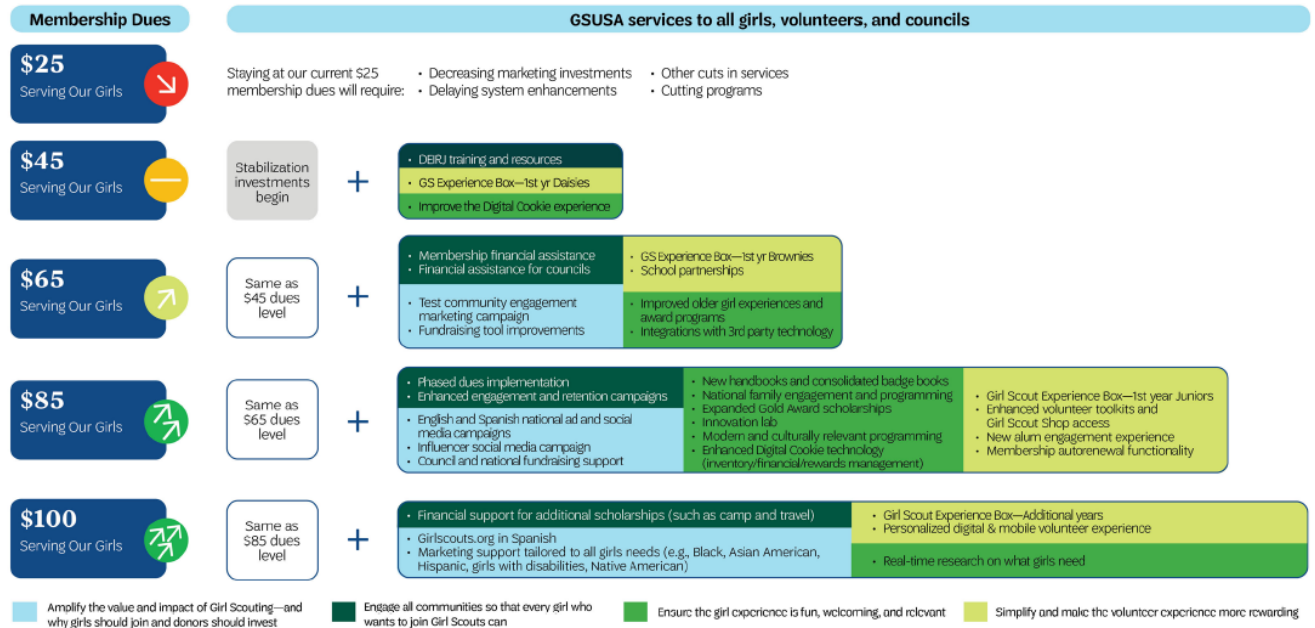 Membership Dues
GSUSA services to all girls, volunteers, and councils
$25
Serving Our Girls
Staying at our current $25
membership dues will require:
• Decreasing marketing investments
• Delaying system enhancements
• Other cuts in services
• Cutting programs
$45
Serving Our Girls
Stabilization
investments
begin
+
• DBRJ training and resources
• GS Experience Box—1st yr Daisies
• Improve the Digital Cookie experience
$65
Serving Our Girls
Same as
$45 dues
level
+
• Membership financial assistance
• Financial assistance for councils
• GS Experience Box—1st yr Brownies
• School partnerships
• Test community engagement
marketing campaign
• Fundraising tool improvements
• Improved older girl experiences and
award programs
• Integrations with 3rd party technology
$85
Serving Our Girls
Same as
$65 dues
level
+
• Phased dues implementation
• Enhanced engagement and retention campaigns
• English and Spanish national ad and social
media campaigns
• Influencer social media campaign
• Council and national fundraising support
• New handbooks and consolidated badge books
• National family engagement and programming
• Expanded Gold Award scholarships
• Innovation lab
• Modern and culturally relevant programming
• Enhanced Digital Cookie technology
(inventory/financial/rewards management)
• Girl Scout Experience Box—1st year Juniors
• Enhanced volunteer toolkits and
Girl Scout Shop access
• New alum engagement experience
• Membership autorenewal functionality
$100
Serving Our Girls
Same as
$85 dues
level
+
• Financial support for additional scholarships (such as camp and travel)
• Girlscouts.org in Spanish
• Marketing support tailored to all girls needs (e.g., Black, Asian American,
Hispanic, girls with disabilities, Native American)
• Girl Scout Experience Box—Additional years
• Personalized digital & mobile volunteer experience
• Real-time research on what girls need
Amplify the value and impact of Girl Scouting—and
why girls should join and donors should invest
Engage all communities so that every girl who
wants to join Girl Scouts can
Ensure the girl experience is fun, welcoming, and relevant
Simplify and make the volunteer experience more rewarding